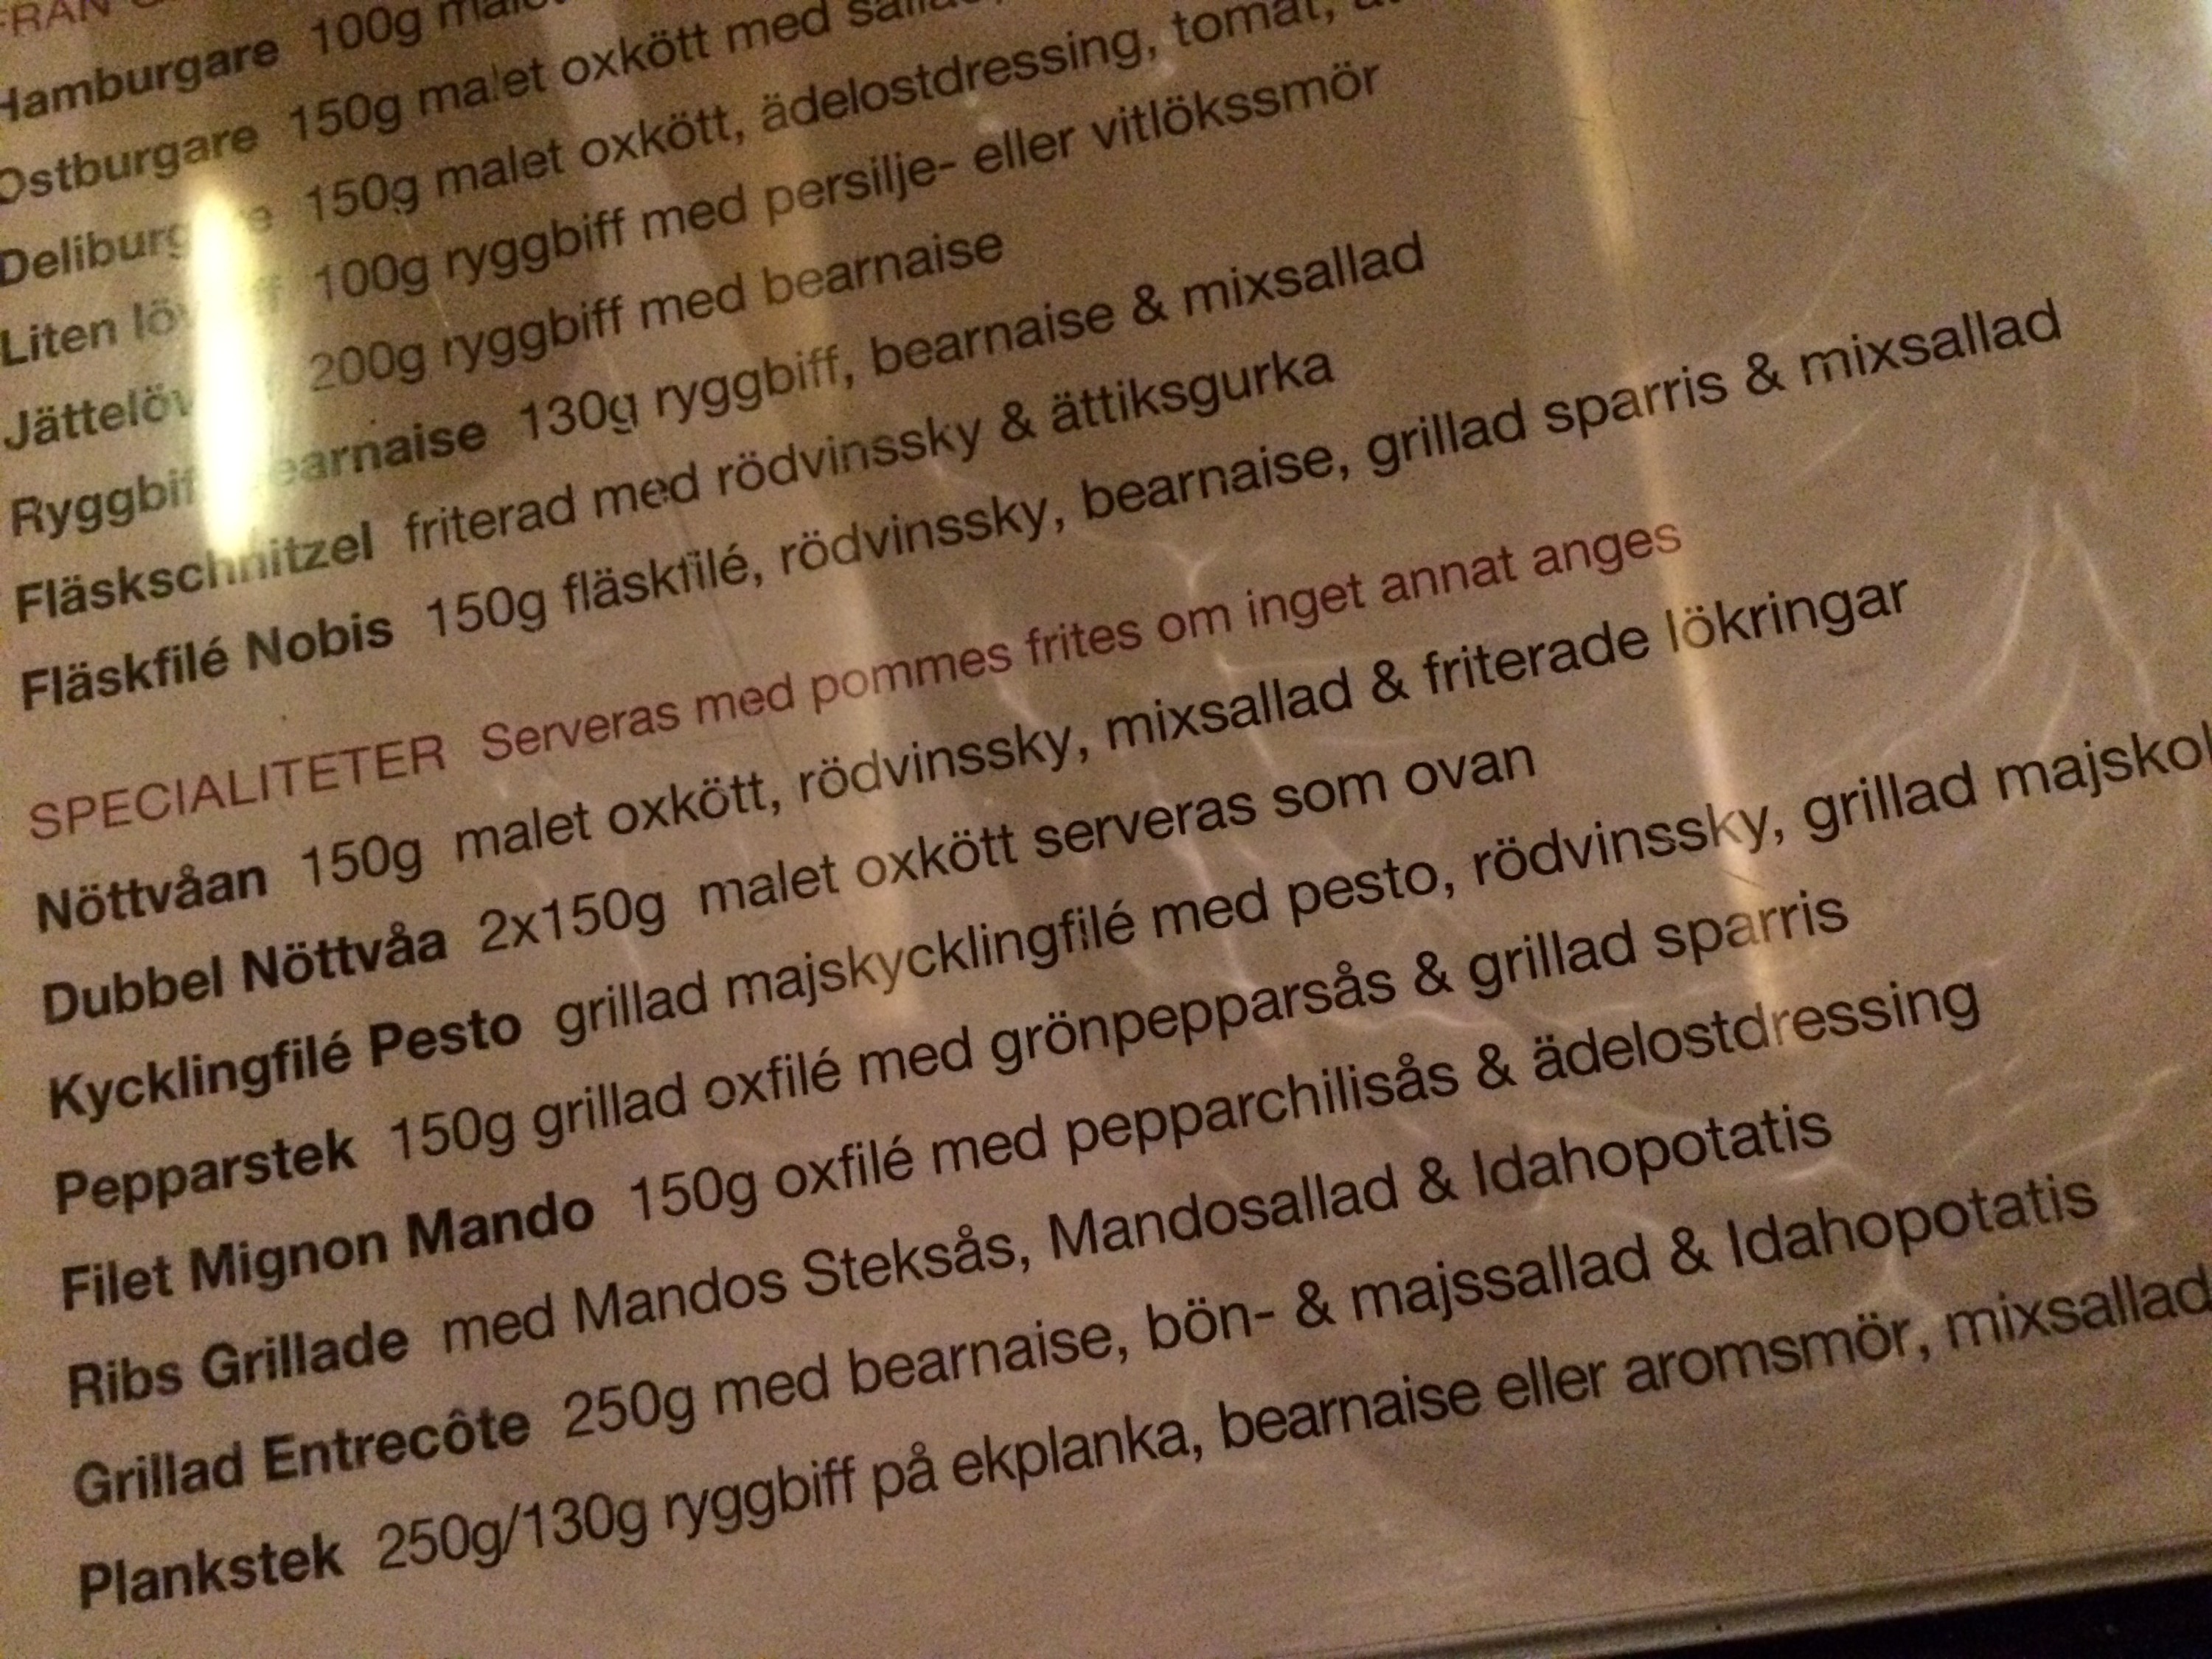 Hamburgare 100g
Ostburgare 150g malet oxkött med
150g malet oxkött, ädelostdressing, tomat,
Liten 100g ryggbiff med persilje- eller vitlökssmör
200g ryggbiff med bearnaise
130g ryggbiff, bearnaise & mixsallad
Fläskschnitzel friterad med rödvinssky & ättiksgurka
Fläskfilé Nobis 150g fläskfilé, rödvinssky, bearnaise, grillad sparris & mixsallad
SPECIALITETER Serveras med pommes frites om inget annat anges
Nöttvåan 150g malet oxkött, rödvinssky, mixsallad & friterade lökringar
Dubbel Nöttvåa 2x150g malet oxkött serveras som ovan
Kycklingfilé Pesto grillad majskycklingfilé med pesto, rödvinssky, grillad
Pepparstek 150g grillad oxfilé med grönpepparsås & grillad sparris
Filet Mignon Mando 150g oxfilé med pepparchilisås & ädelostdressing
Ribs Grillade med Mandos Steksås, Mandosallad & Idahopotatis
Grillad Entrecôte 250g med bearnaise, bön- & majssallad & Idahopotatis
Plankstek 250g/130g ryggbiff på ekplanka, bearnaise eller aromsmör, mixsallad